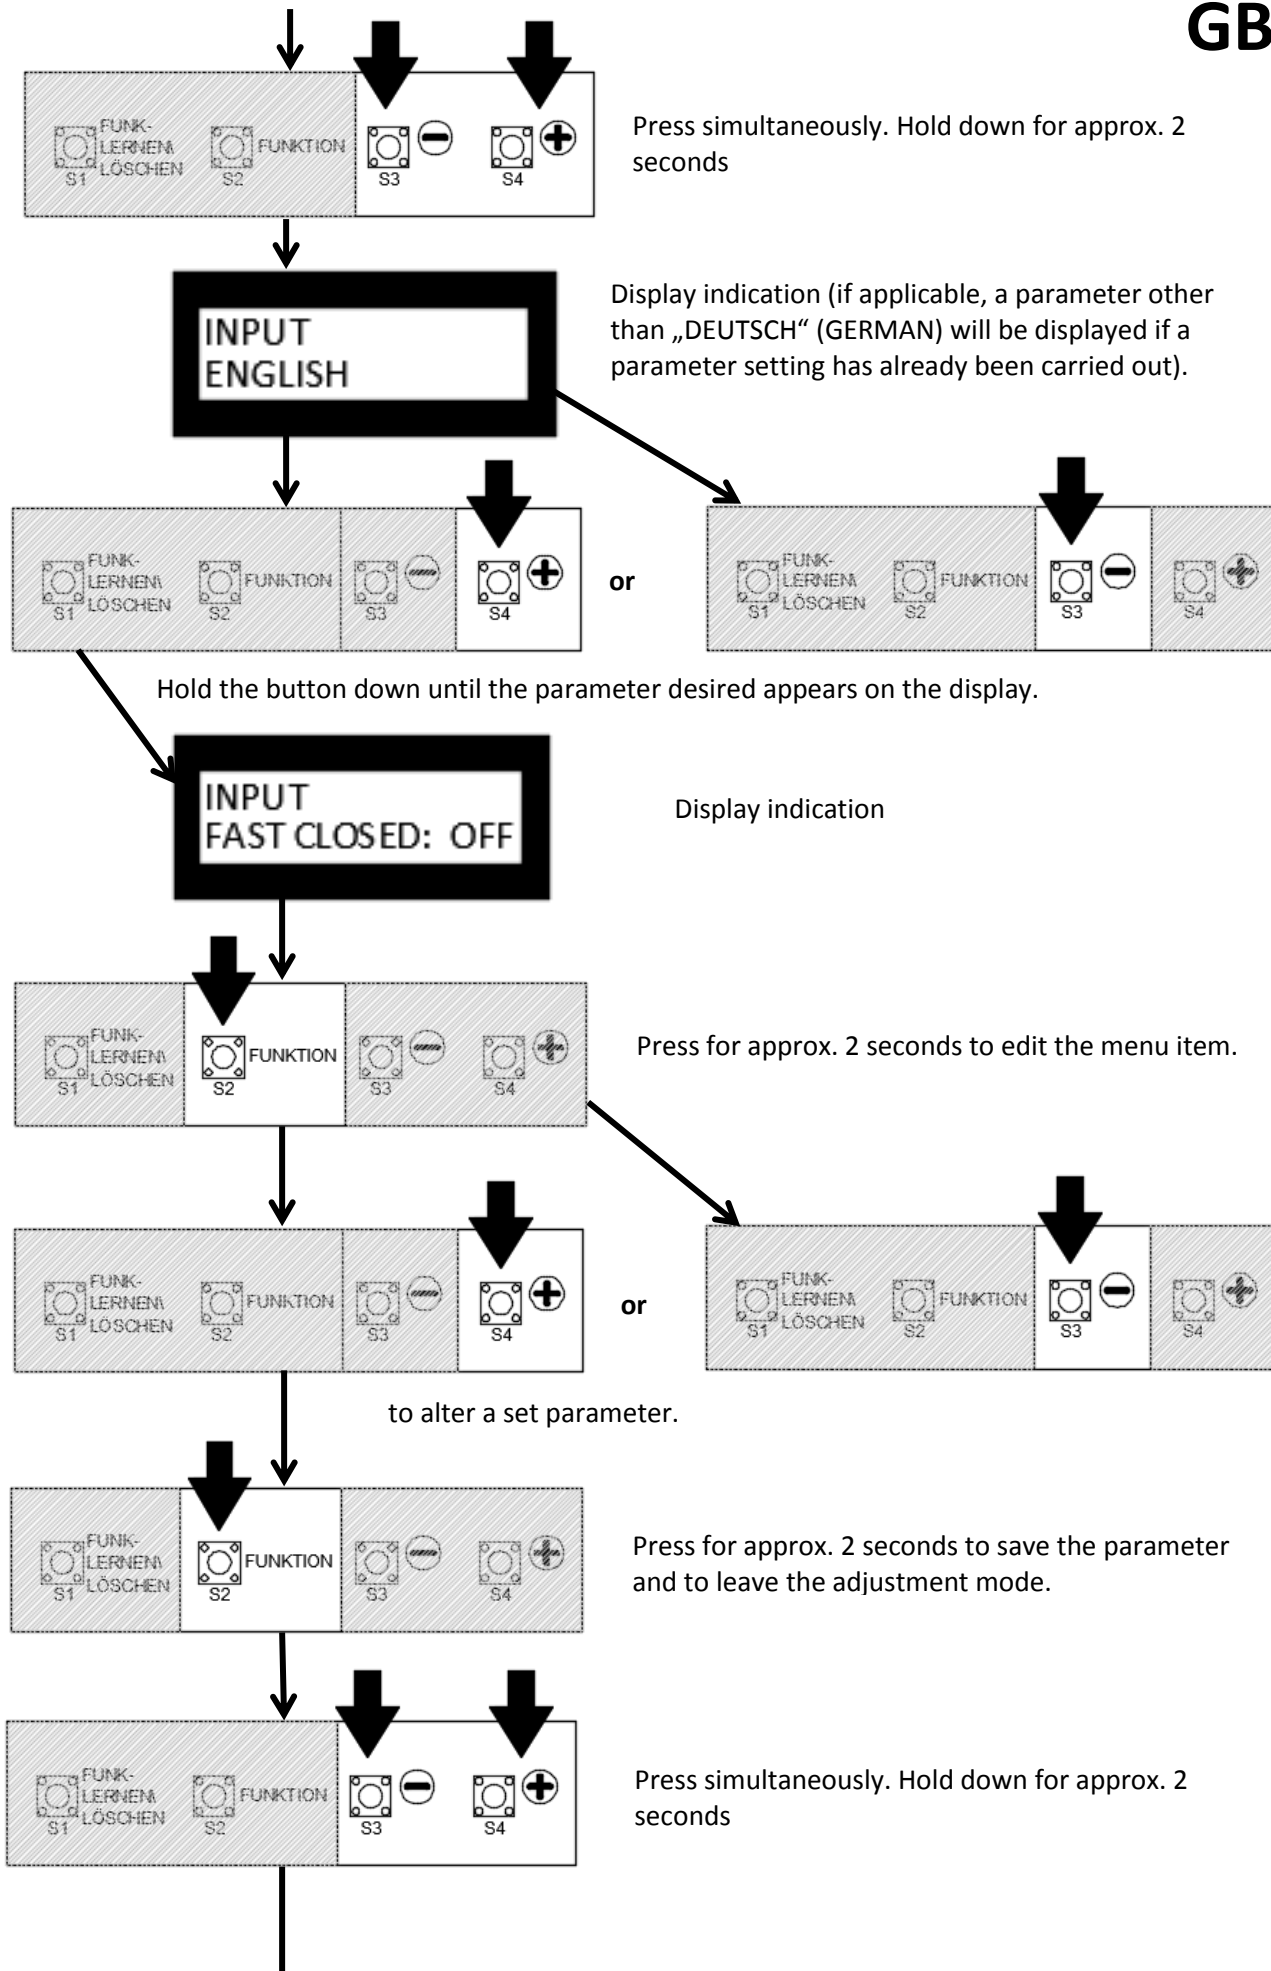 GB
FUNK-
LERNEN\
LÖSCHEN
S1
FUNKTION
S2
S3
S4
Press simultaneously. Hold down for approx. 2
seconds
INPUT
ENGLISH
Display indication (if applicable, a parameter other
than „DEUTSCH“ (GERMAN) will be displayed if a
parameter setting has already been carried out).
FUNK-
LERNEN\
LÖSCHEN
S1
FUNKTION
S2
S3
S4
or
FUNK-
LERNEN\
LÖSCHEN
S1
FUNKTION
S2
S3
S4
Hold the button down until the parameter desired appears on the display.
INPUT
FAST CLOSED: OFF
Display indication
FUNK-
LERNEN\
LÖSCHEN
S1
FUNKTION
S2
S3
S4
Press for approx. 2 seconds to edit the menu item.
FUNK-
LERNEN\
LÖSCHEN
S1
FUNKTION
S2
S3
S4
or
FUNK-
LERNEN\
LÖSCHEN
S1
FUNKTION
S2
S3
S4
to alter a set parameter.
FUNK-
LERNEN\
LÖSCHEN
S1
FUNKTION
S2
S3
S4
Press for approx. 2 seconds to save the parameter
and to leave the adjustment mode.
FUNK-
LERNEN\
LÖSCHEN
S1
FUNKTION
S2
S3
S4
Press simultaneously. Hold down for approx. 2
seconds